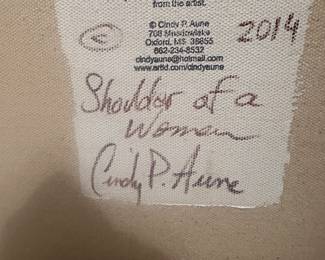 from the artist.
© Cindy P. Aune
708 Meadowlake
Oxford, MS 38655
662-234-8532
cindyaune@hotmail.com
www.artid.com/cindyaune
© 2014
Shoulder of a
Woman
Cindy P. Aune